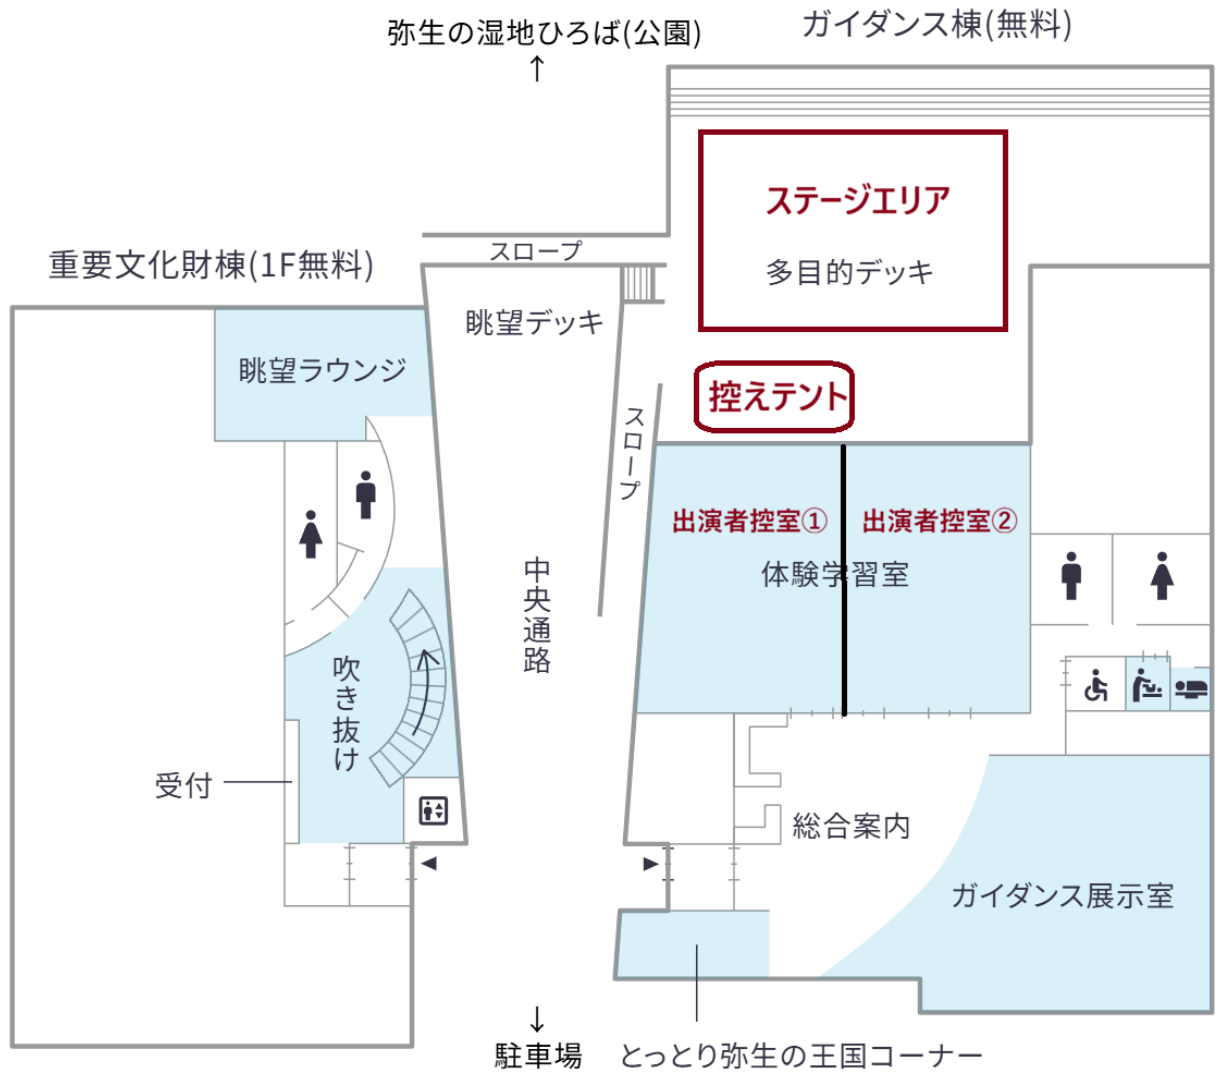 弥生の湿地ひろば(公園)
↑
ガイダンス棟(無料)
ステージエリア
多目的デッキ
スロープ
重要文化財棟(1F無料)
眺望デッキ
眺望ラウンジ
控えテント
スロープ
出演者控室①
出演者控室②
体験学習室
中央通路
吹き抜け
受付
総合案内
ガイダンス展示室
↓
駐車場
とっとり弥生の王国コーナー